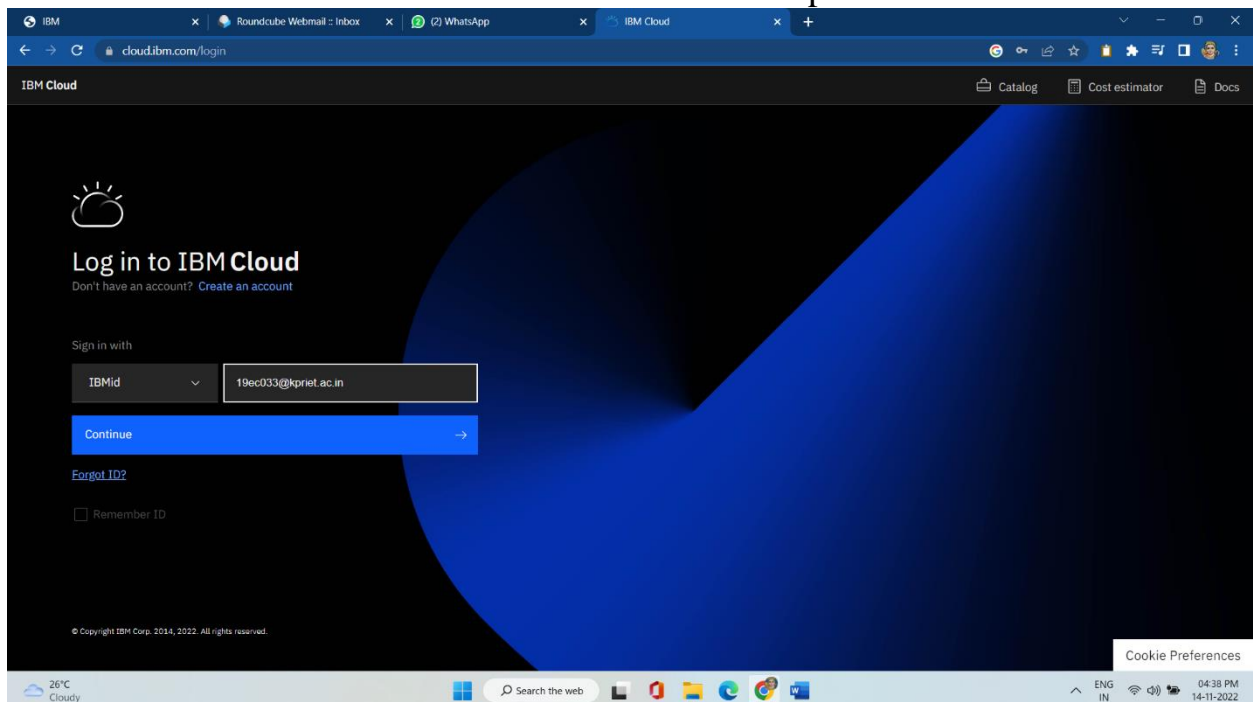 IBM
Roundcube Webmail :: Inbox
(2) WhatsApp
IBM Cloud
cloud.ibm.com/login
IBM Cloud
Catalog
Cost estimator
Docs
Log in to IBM Cloud
Don't have an account? Create an account
Sign in with
IBMid
19ec033@kpriet.ac.in
Continue
Forgot ID?
Remember ID
© Copyright IBM Corp. 2014, 2022. All rights reserved.
Cookie Preferences
26°C
Cloudy
Search the web
ENG
IN
04:38 PM
14-11-2022